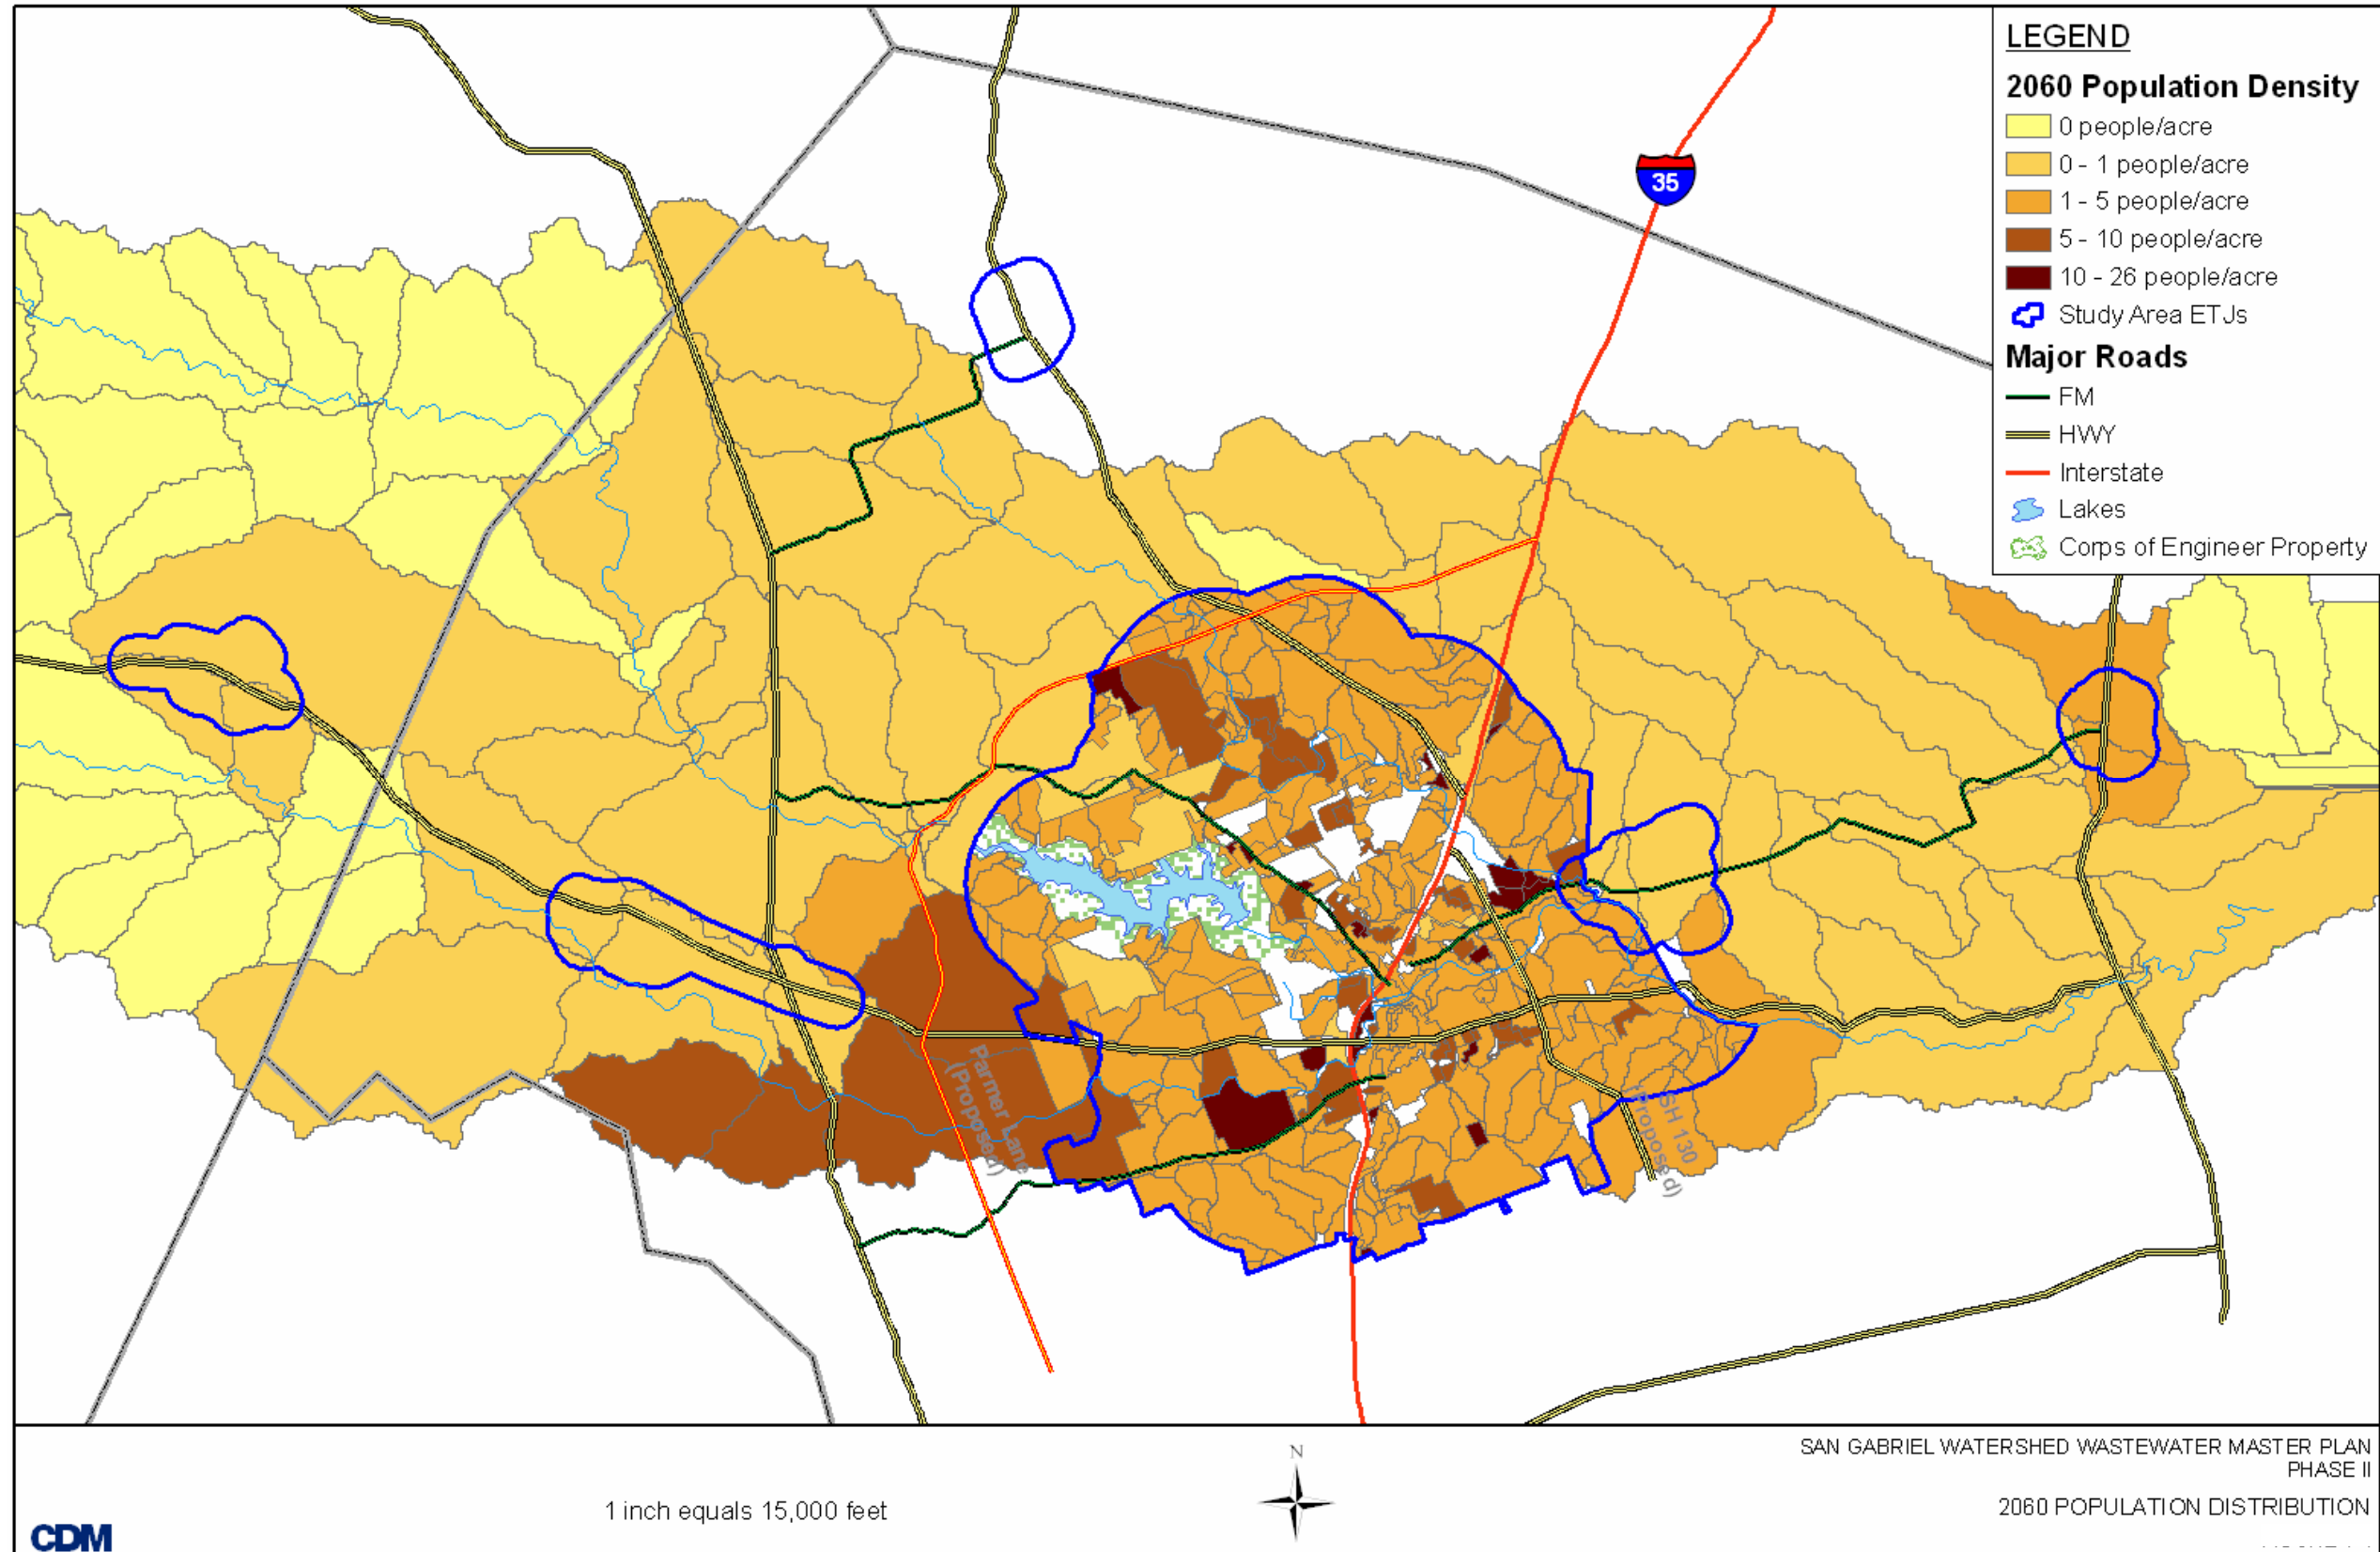 LEGEND
2060 Population Density
0 people/acre
0 - 1 people/acre
1 - 5 people/acre
5 - 10 people/acre
10 - 26 people/acre
Study Area ETJs
Major Roads
FM
HWY
Interstate
Lakes
Corps of Engineer Property
35
Parmer Lane
(Proposed)
SH 130
(Proposed)
N
1 inch equals 15,000 feet
SAN GABRIEL WATERSHED WASTEWATER MASTER PLAN
PHASE II
2060 POPULATION DISTRIBUTION
CDM